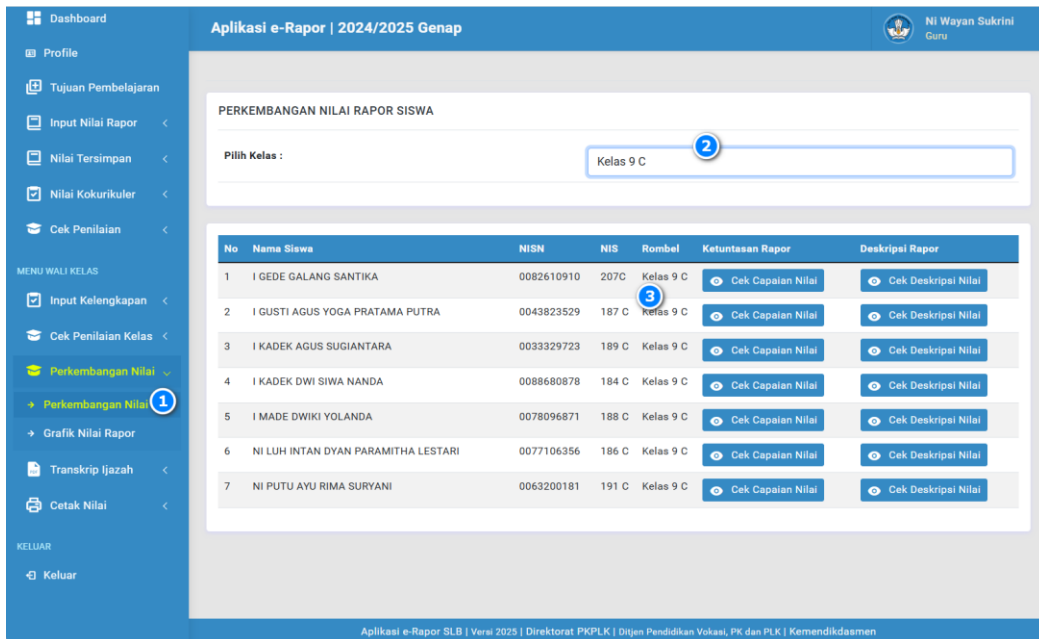 Dashboard
Profile
Tujuan Pembelajaran
Input Nilai Rapor
Nilai Tersimpan
Nilai Kokurikuler
Cek Penilaian
MENU WALI KELAS
Input Kelengkapan
Cek Penilaian Kelas
Perkembangan Nilai
Perkembangan Nilai 1
Grafik Nilai Rapor
Transkrip Ijazah
Cetak Nilai
KELUAR
Keluar
Aplikasi e-Rapor | 2024/2025 Genap
Ni Wayan Sukrini
Guru
PERKEMBANGAN NILAI RAPOR SISWA
2
Pilih Kelas : Kelas 9 C
No Nama Siswa NISN NIS Rombel Ketuntasan Rapor Deskripsi Rapor
1 I GEDE GALANG SANTIKA 0082610910 207C Kelas 9 C Cek Capaian Nilai Cek Deskripsi Nilai
3
2 I GUSTI AGUS YOGA PRATAMA PUTRA 0043823529 187 C Kelas 9 C Cek Capaian Nilai Cek Deskripsi Nilai
3 I KADEK AGUS SUGIANTARA 0033329723 189 C Kelas 9 C Cek Capaian Nilai Cek Deskripsi Nilai
4 I KADEK DWI SIWA NANDA 0088680878 184 C Kelas 9 C Cek Capaian Nilai Cek Deskripsi Nilai
5 I MADE DWIKI YOLANDA 0078096871 188 C Kelas 9 C Cek Capaian Nilai Cek Deskripsi Nilai
6 NI LUH INTAN DYAN PARAMITHA LESTARI 0077106356 186 C Kelas 9 C Cek Capaian Nilai Cek Deskripsi Nilai
7 NI PUTU AYU RIMA SURYANI 0063200181 191 C Kelas 9 C Cek Capaian Nilai Cek Deskripsi Nilai
Aplikasi e-Rapor SLB | Versi 2025 | Direktorat PKPLK | Ditjen Pendidikan Vokasi, PK dan PLK | Kemendikdasmen